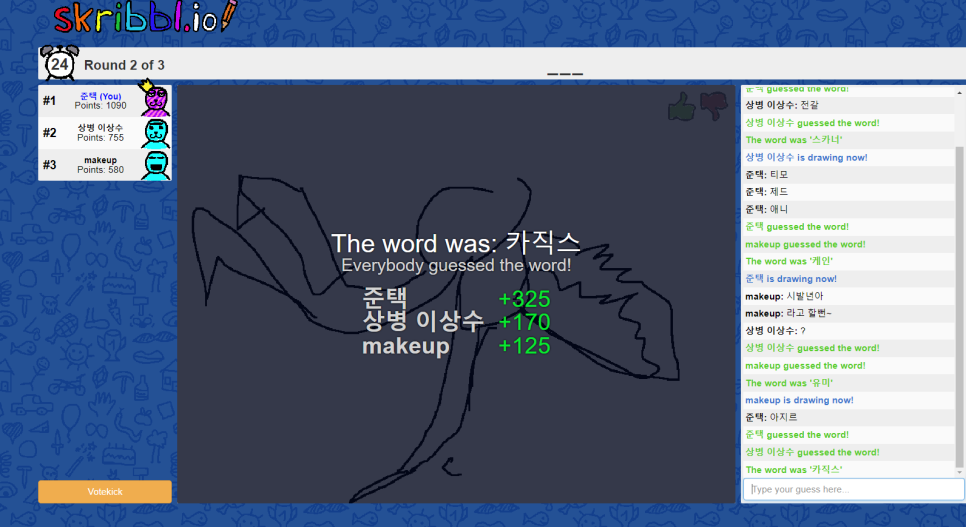 skribbl.io
24
Round 2 of 3
___
#1
준택 (You)
Points: 1090
#2
상병 이상수
Points: 755
#3
makeup
Points: 580
Votekick
The word was: 카직스
Everybody guessed the word!
준택 +325
상병 이상수 +170
makeup +125
준택 guessed the word!
상병 이상수: 전갈
상병 이상수 guessed the word!
The word was '스카너'
상병 이상수 is drawing now!
준택: 티모
준택: 제드
준택: 애니
준택 guessed the word!
makeup guessed the word!
The word was '케인'
준택 is drawing now!
makeup: 시발년아
makeup: 라고 할뻔~
상병 이상수: ?
상병 이상수 guessed the word!
makeup guessed the word!
The word was '유미'
makeup is drawing now!
준택: 아지르
준택 guessed the word!
상병 이상수 guessed the word!
The word was '카직스'
Type your guess here...